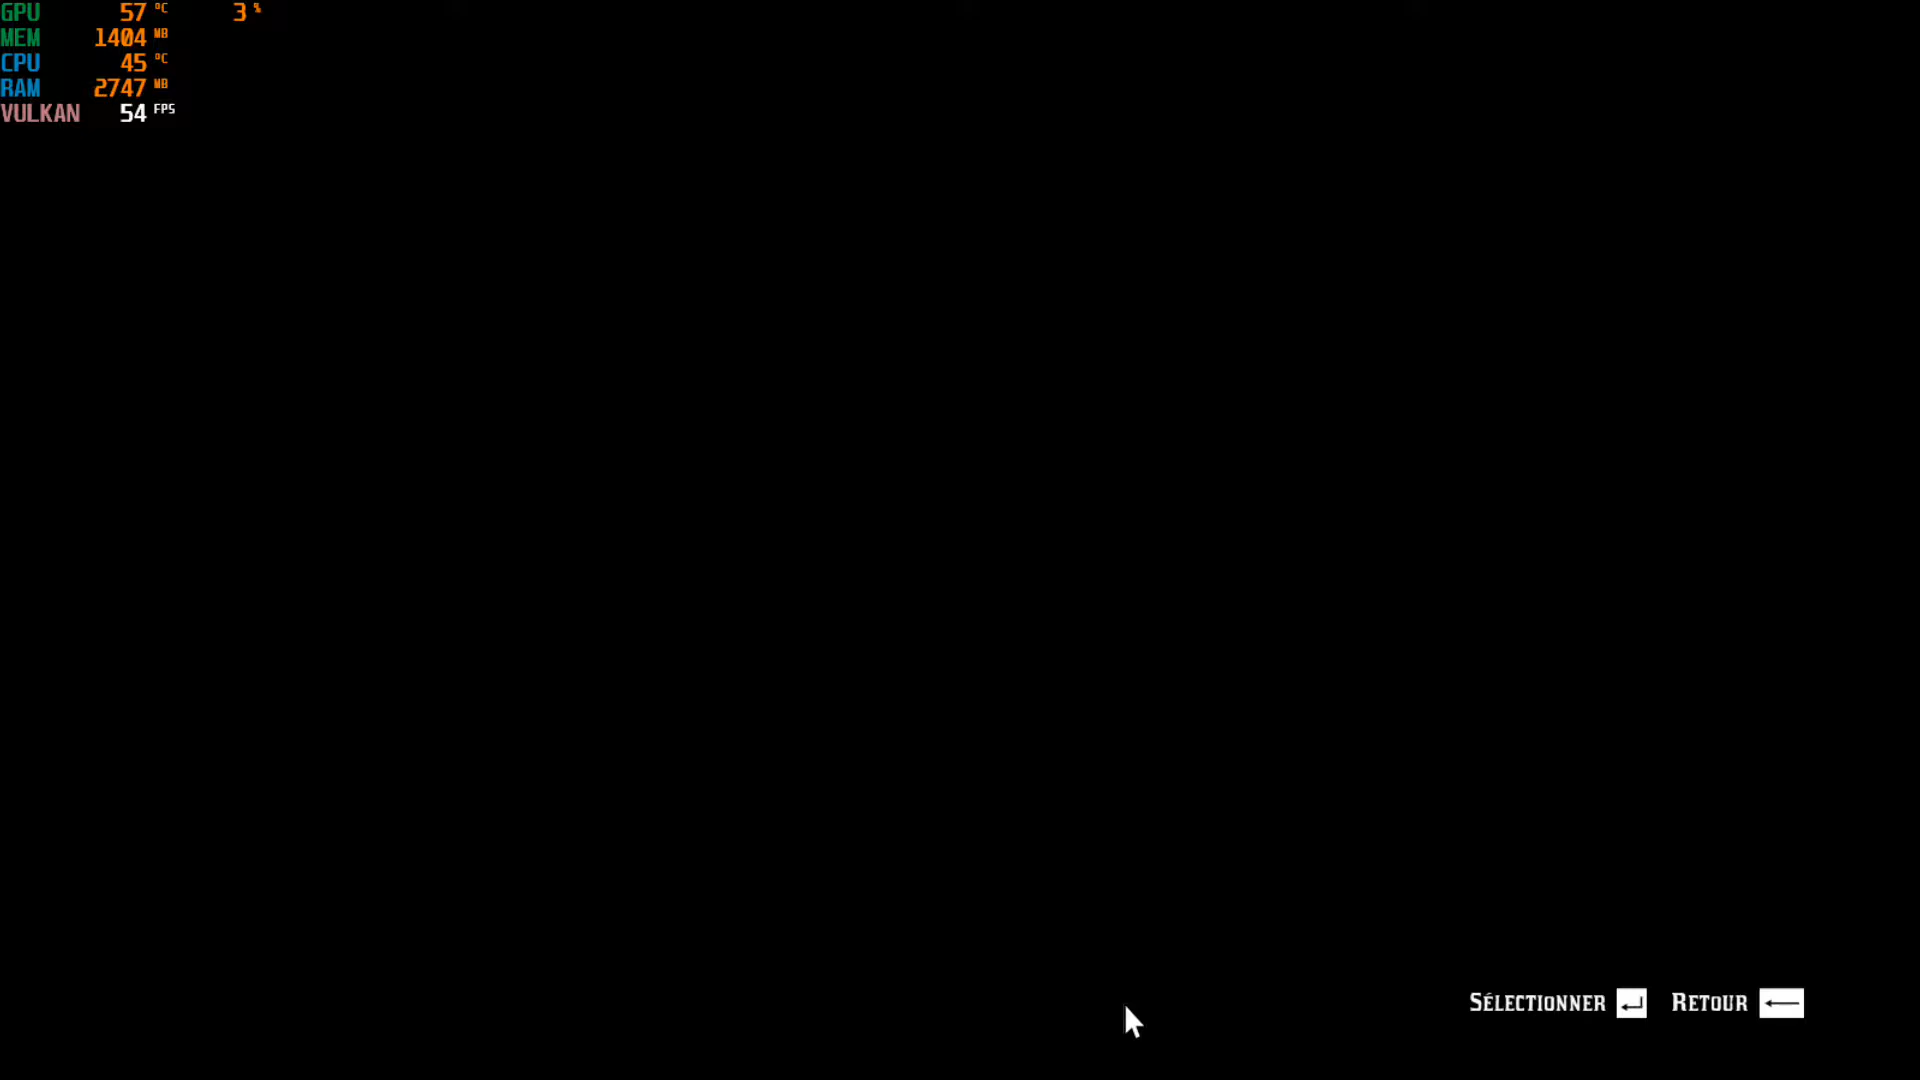 GPU 57 °C 3 %
MEM 1404 MB
CPU 45 °C
RAM 2747 MB
VULKAN 54 FPS
SÉLECTIONNER RETOUR